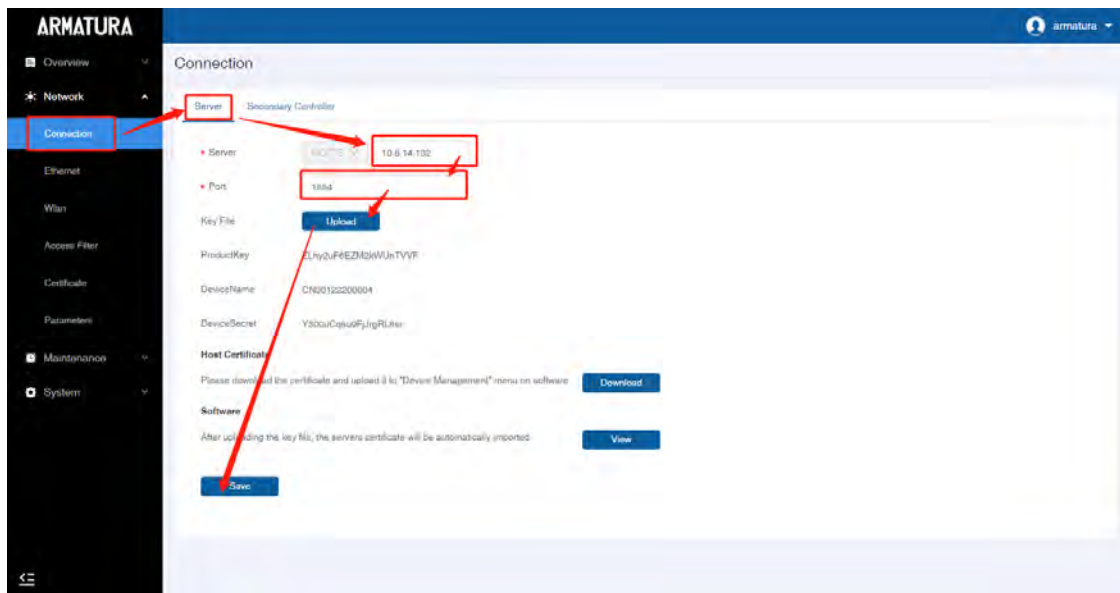 ARMATURA
armatura
Overview
Connection
Network
Server Secondary Controller
Connection
Server 10.8.14.132
Ethernet
Port 1884
Wlan
Key File Upload
Access Filter
ProductKey
Certificate
DeviceName CN20122200004
Parameters
DeviceSecret
Maintenance
Host Certificate
Please download the certificate and upload it to "Device Management" menu on software Download
System
Software
After uploading the key file, the servers certificate will be automatically imported View
Save